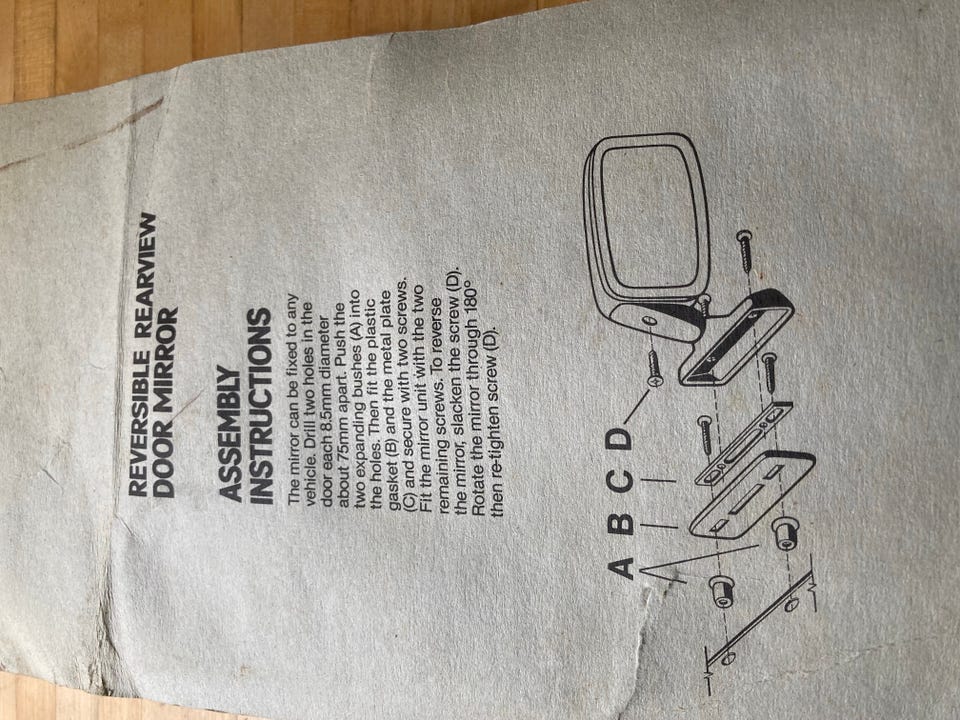 REVERSIBLE REARVIEW
DOOR MIRROR
ASSEMBLY
INSTRUCTIONS
The mirror can be fixed to any
vehicle. Drill two holes in the
door each 8.5mm diameter
about 75mm apart. Push the
two expanding bushes (A) into
the holes. Then fit the plastic
gasket (B) and the metal plate
(C) and secure with two screws.
Fit the mirror unit with the two
remaining screws. To reverse
the mirror, slacken the screw (D).
Rotate the mirror through 180°
then re-tighten screw (D).
A B C D